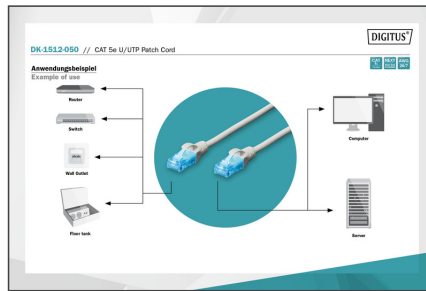 DIGITUS®
DK-1512-050 // CAT 5e U/UTP Patch Cord
Anwendungsbeispiel
Example of use
Router
Switch
Wall Outlet
Floor tank
Computer
Server